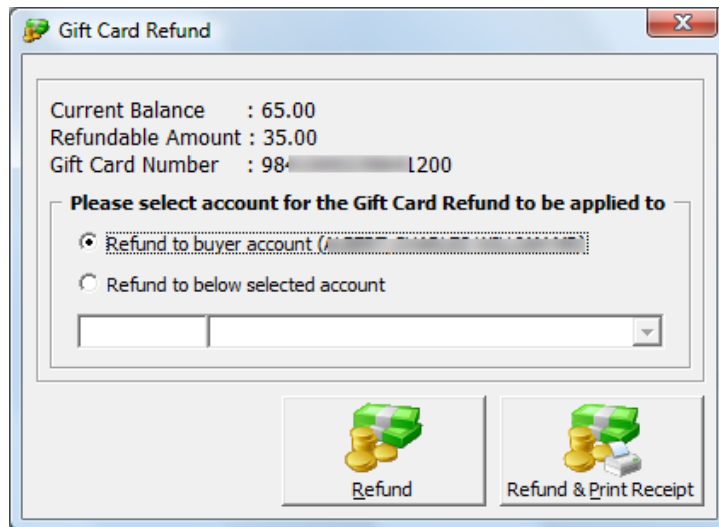 Gift Card Refund
Current Balance : 65.00
Refundable Amount : 35.00
Gift Card Number : 984 1200
Please select account for the Gift Card Refund to be applied to
Refund to buyer account (
Refund to below selected account
Refund
Refund & Print Receipt